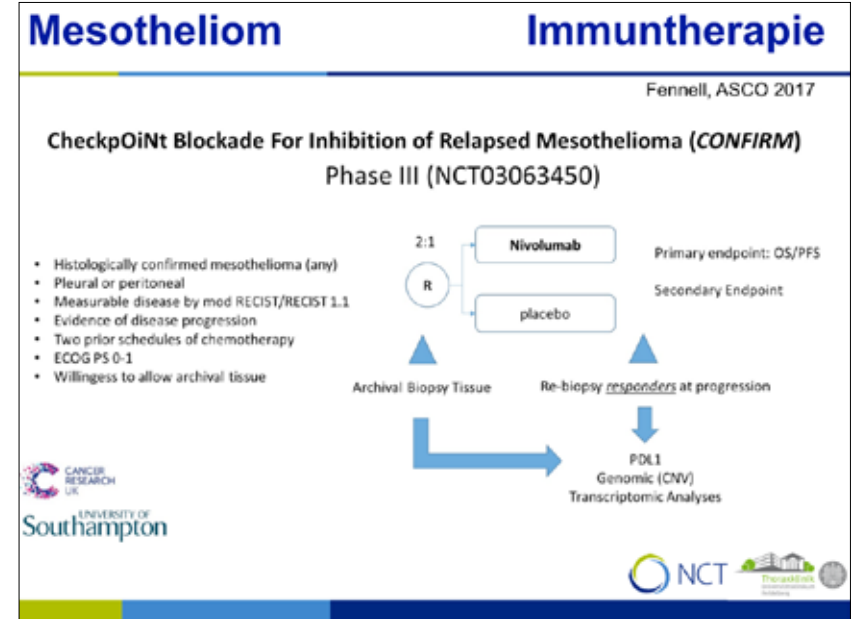 Mesotheliom Immuntherapie
Fennell, ASCO 2017
CheckpOiNt Blockade For Inhibition of Relapsed Mesothelioma (CONFIRM)
Phase III (NCT03063450)
• Histologically confirmed mesothelioma (any)
• Pleural or peritoneal
• Measurable disease by mod RECIST/RECIST 1.1
• Evidence of disease progression
• Two prior schedules of chemotherapy
• ECOG PS 0-1
• Willingess to allow archival tissue
2:1
R
Nivolumab
placebo
Primary endpoint: OS/PFS
Secondary Endpoint
Archival Biopsy Tissue
Re-biopsy responders at progression
PDL1
Genomic (CNV)
Transcriptomic Analyses
CANCER
RESEARCH
UK
UNIVERSITY OF
Southampton
NCT
Thoraxklinik